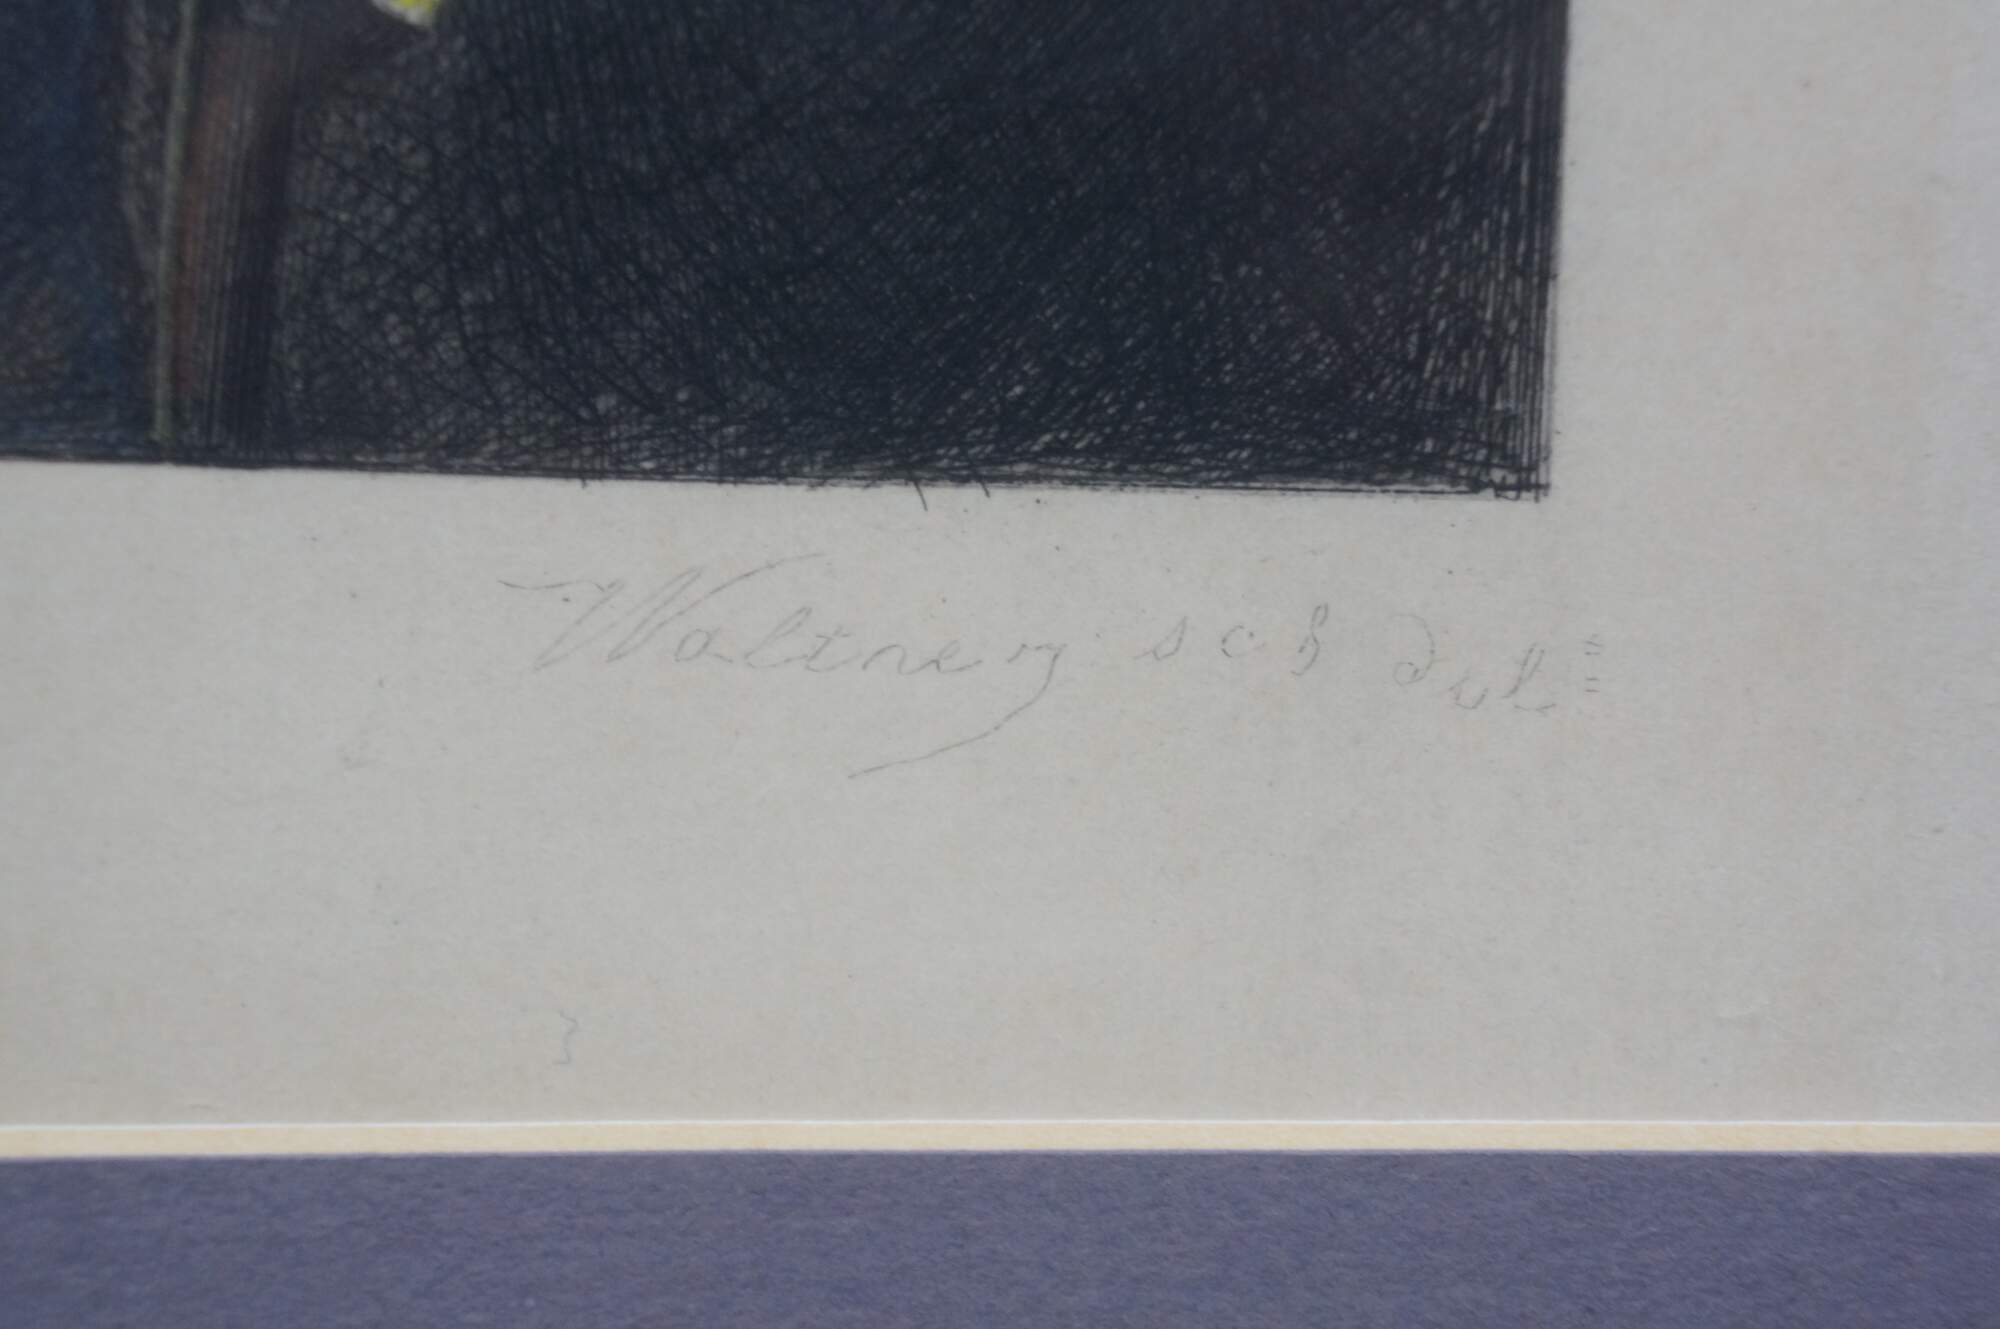 Waltner sc & del